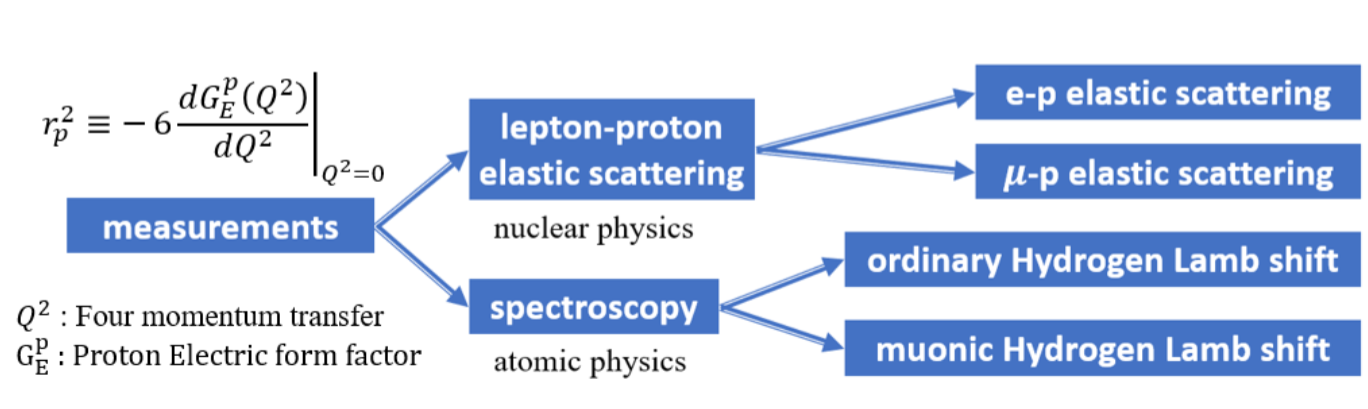 r_p^2 ≡ − 6 dG_E^p(Q^2)/dQ^2 |_{Q^2=0}
measurements
Q^2 : Four momentum transfer
G_E^p : Proton Electric form factor
lepton-proton
elastic scattering
nuclear physics
spectroscopy
atomic physics
e-p elastic scattering
μ-p elastic scattering
ordinary Hydrogen Lamb shift
muonic Hydrogen Lamb shift